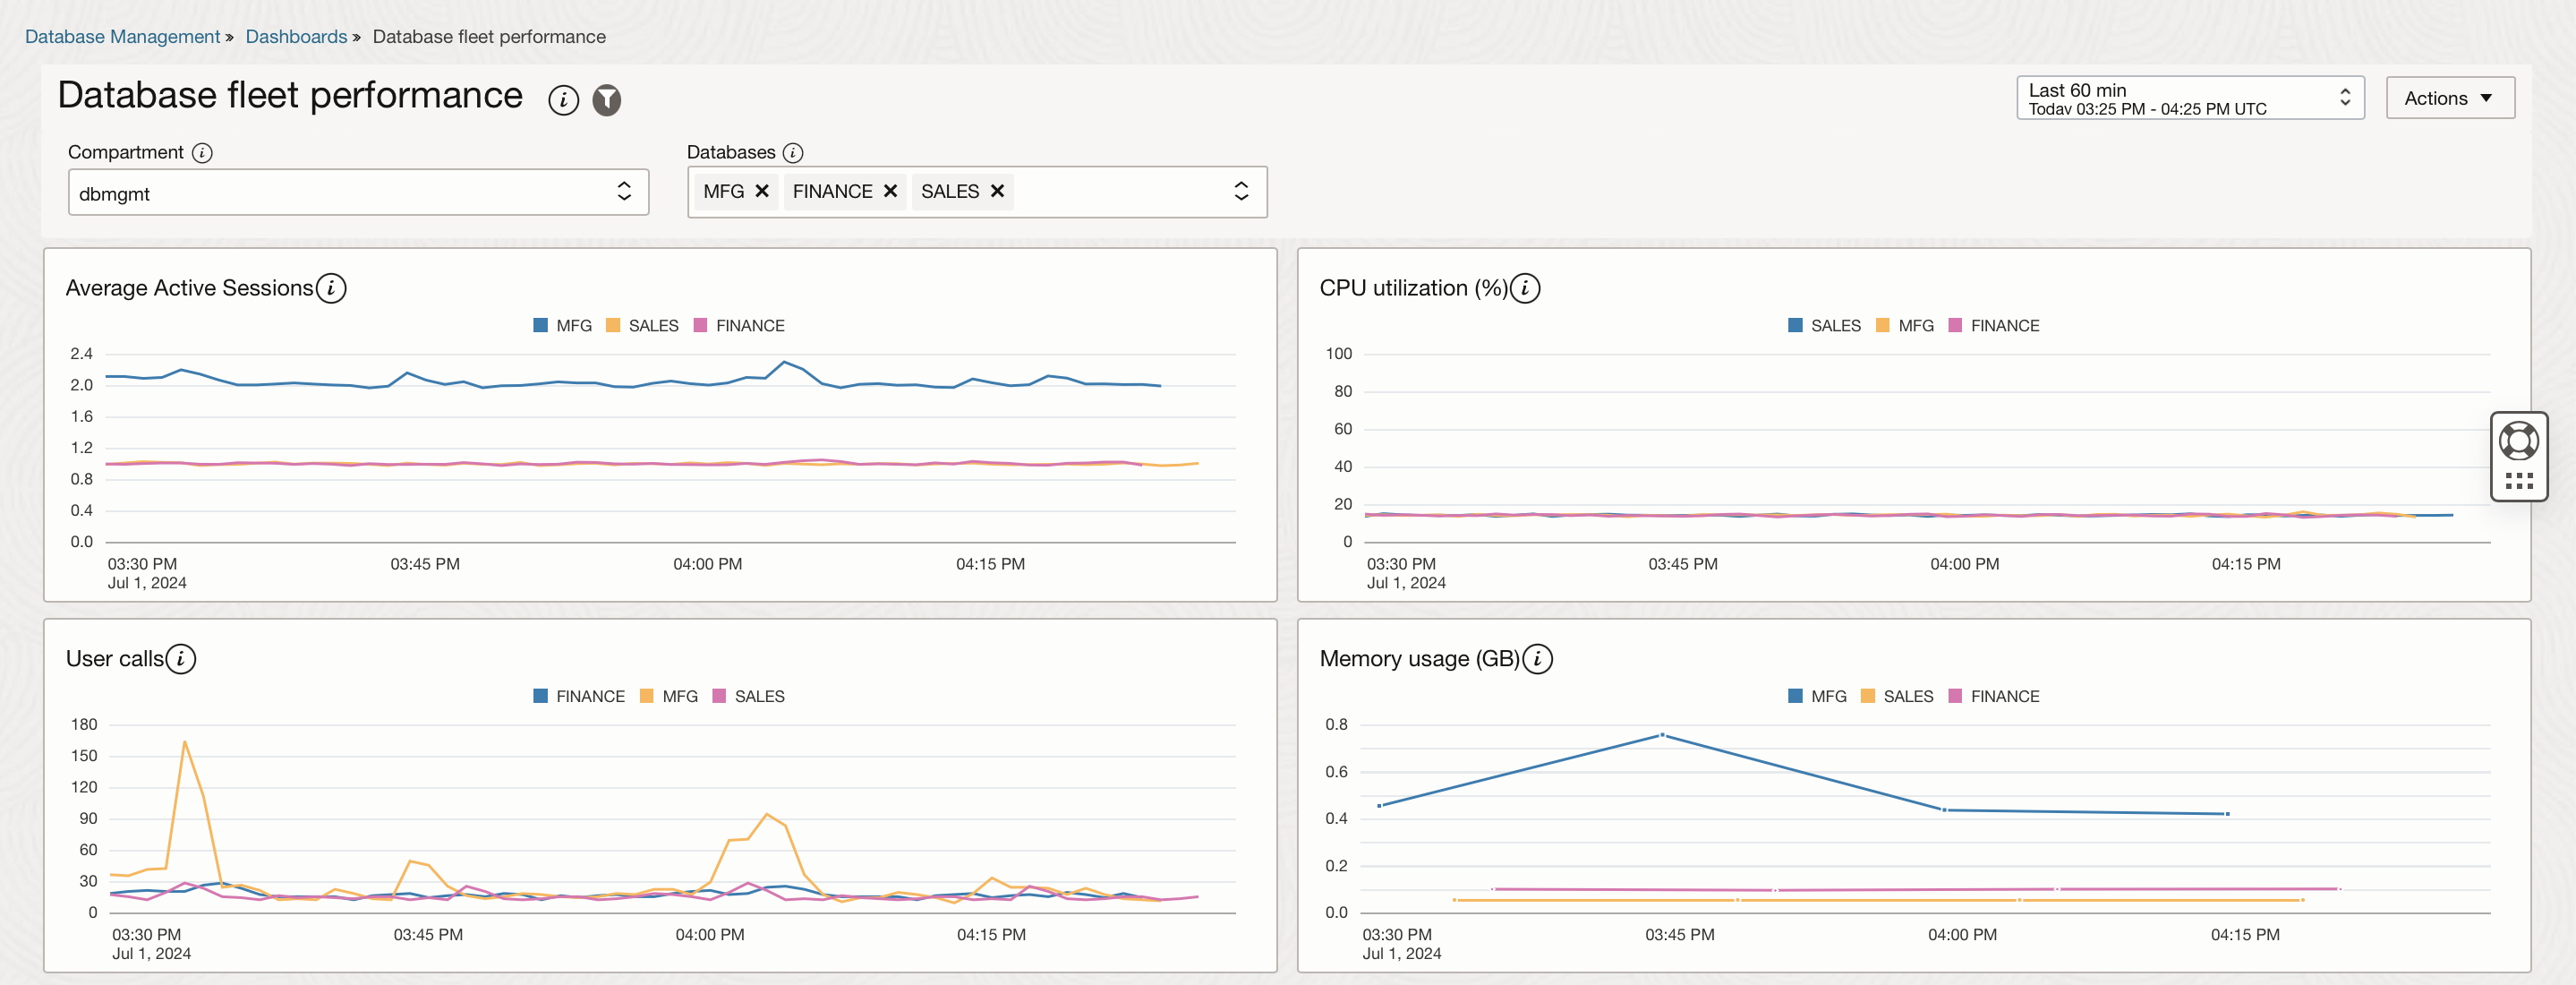 Database Management » Dashboards » Database fleet performance
Database fleet performance
Last 60 min
Today 03:25 PM - 04:25 PM UTC
Actions
Compartment
Databases
dbmgmt
MFG FINANCE SALES
Average Active Sessions
MFG SALES FINANCE
2.4
2.0
1.6
1.2
0.8
0.4
0.0
03:30 PM 03:45 PM 04:00 PM 04:15 PM
Jul 1, 2024
CPU utilization (%)
SALES MFG FINANCE
100
80
60
40
20
0
03:30 PM 03:45 PM 04:00 PM 04:15 PM
Jul 1, 2024
User calls
FINANCE MFG SALES
180
150
120
90
60
30
0
03:30 PM 03:45 PM 04:00 PM 04:15 PM
Jul 1, 2024
Memory usage (GB)
MFG SALES FINANCE
0.8
0.6
0.4
0.2
0.0
03:30 PM 03:45 PM 04:00 PM 04:15 PM
Jul 1, 2024